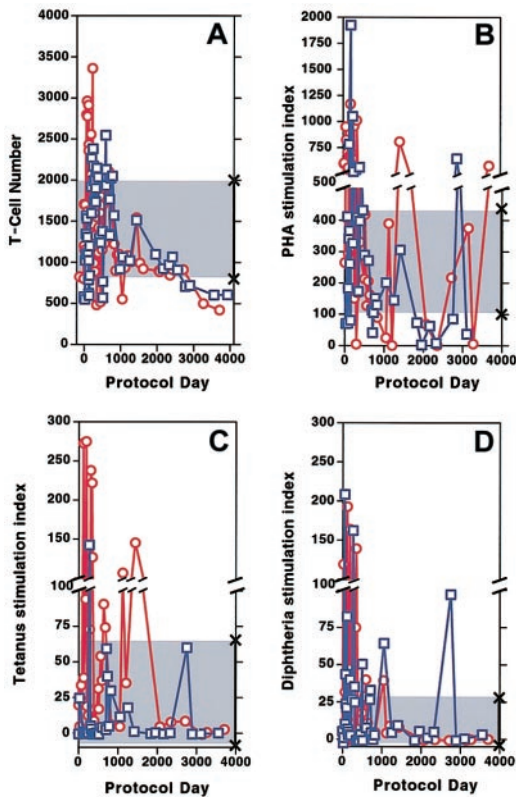 A
4000
3500
3000
2500
2000
1500
1000
500
0
T-Cell Number
0 1000 2000 3000 4000
Protocol Day
B
2000
1750
1500
1250
1000
750
500
400
300
200
100
0
PHA stimulation index
0 1000 2000 3000 4000
Protocol Day
C
300
250
200
150
100
75
50
25
0
Tetanus stimulation index
0 1000 2000 3000 4000
Protocol Day
D
300
250
200
150
100
75
50
25
0
Diphtheria stimulation index
0 1000 2000 3000 4000
Protocol Day